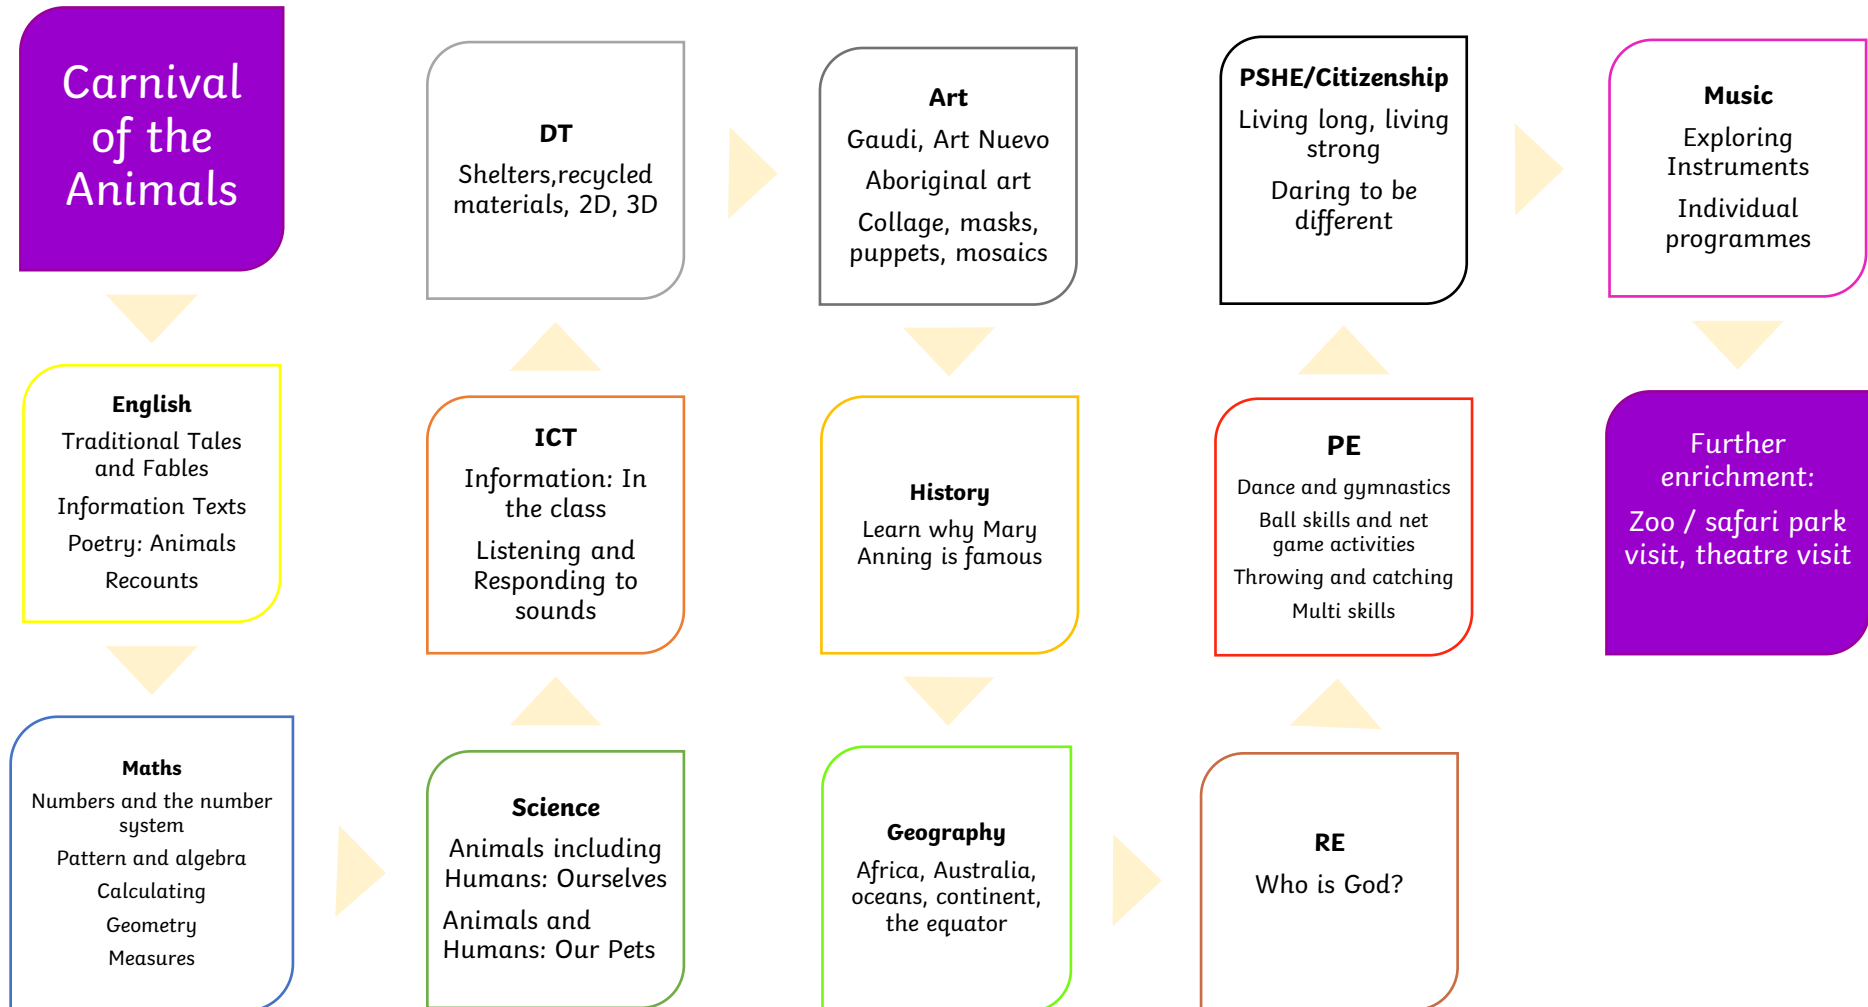 Carnival
of the
Animals
English
Traditional Tales
and Fables
Information Texts
Poetry: Animals
Recounts
Maths
Numbers and the number
system
Pattern and algebra
Calculating
Geometry
Measures
Science
Animals including
Humans: Ourselves
Animals and
Humans: Our Pets
ICT
Information: In
the class
Listening and
Responding to
sounds
DT
Shelters,recycled
materials, 2D, 3D
Art
Gaudi, Art Nuevo
Aboriginal art
Collage, masks,
puppets, mosaics
History
Learn why Mary
Anning is famous
Geography
Africa, Australia,
oceans, continent,
the equator
RE
Who is God?
PE
Dance and gymnastics
Ball skills and net
game activities
Throwing and catching
Multi skills
PSHE/Citizenship
Living long, living
strong
Daring to be
different
Music
Exploring
Instruments
Individual
programmes
Further
enrichment:
Zoo / safari park
visit, theatre visit